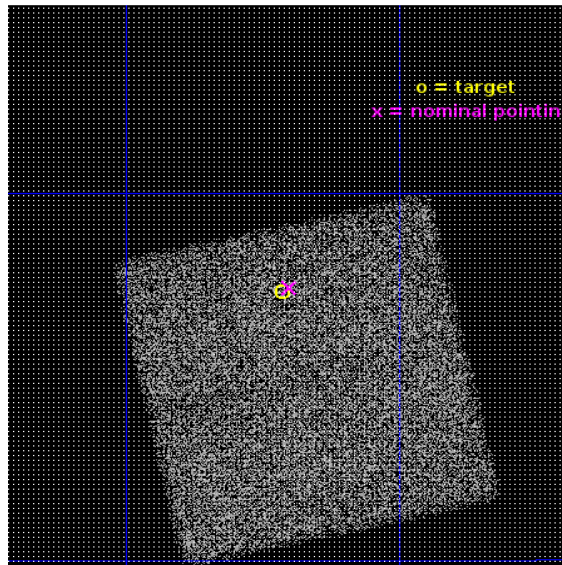 o = target
x = nominal pointin